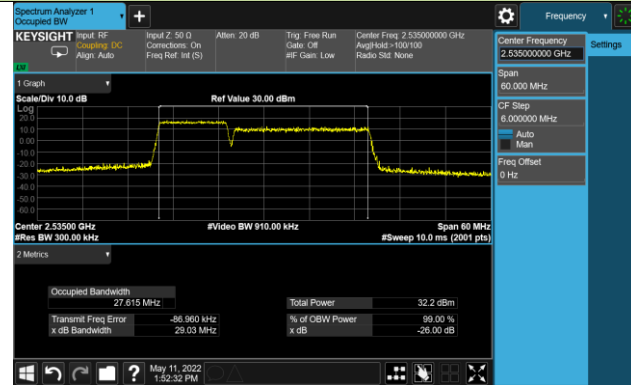 Spectrum Analyzer 1
Occupied BW
Frequency
KEYSIGHT
Input: RF
Coupling: DC
Align: Auto
Input Z: 50 Ω
Corrections: On
Freq Ref: Int (S)
Atten: 20 dB
Trig: Free Run
Gate: Off
#IF Gain: Low
Center Freq: 2.535000000 GHz
Avg|Hold:>100/100
Radio Std: None
Center Frequency
2.535000000 GHz
Settings
Span
60.000 MHz
CF Step
6.000000 MHz
Auto
Man
Freq Offset
0 Hz
1 Graph
Scale/Div 10.0 dB
Ref Value 30.00 dBm
Log
20.0
10.0
0.00
-10.0
-20.0
-30.0
-40.0
-50.0
-60.0
Center 2.53500 GHz
#Video BW 910.00 kHz
Span 60 MHz
#Res BW 300.00 kHz
#Sweep 10.0 ms (2001 pts)
2 Metrics
Occupied Bandwidth
27.615 MHz
Total Power 32.2 dBm
Transmit Freq Error -86.960 kHz
% of OBW Power 99.00 %
x dB Bandwidth 29.03 MHz
x dB -26.00 dB
?
May 11, 2022
1:52:32 PM